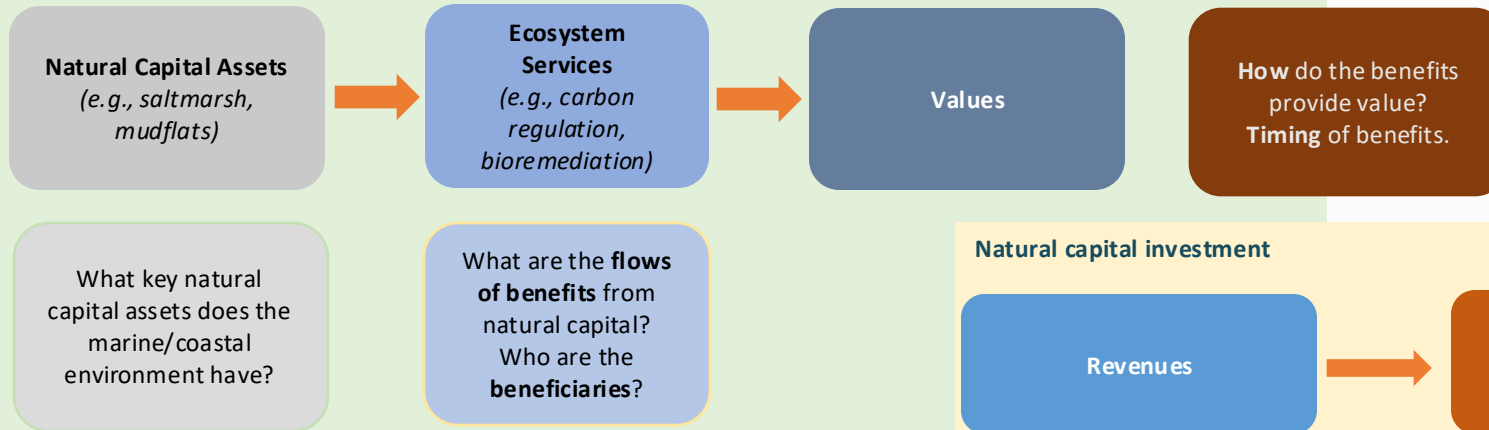 Natural Capital Assets
(e.g., saltmarsh,
mudflats)
Ecosystem
Services
(e.g., carbon
regulation,
bioremediation)
Values
How do the benefits
provide value?
Timing of benefits.
What key natural
capital assets does the
marine/coastal
environment have?
What are the flows
of benefits from
natural capital?
Who are the
beneficiaries?
Natural capital investment
Revenues